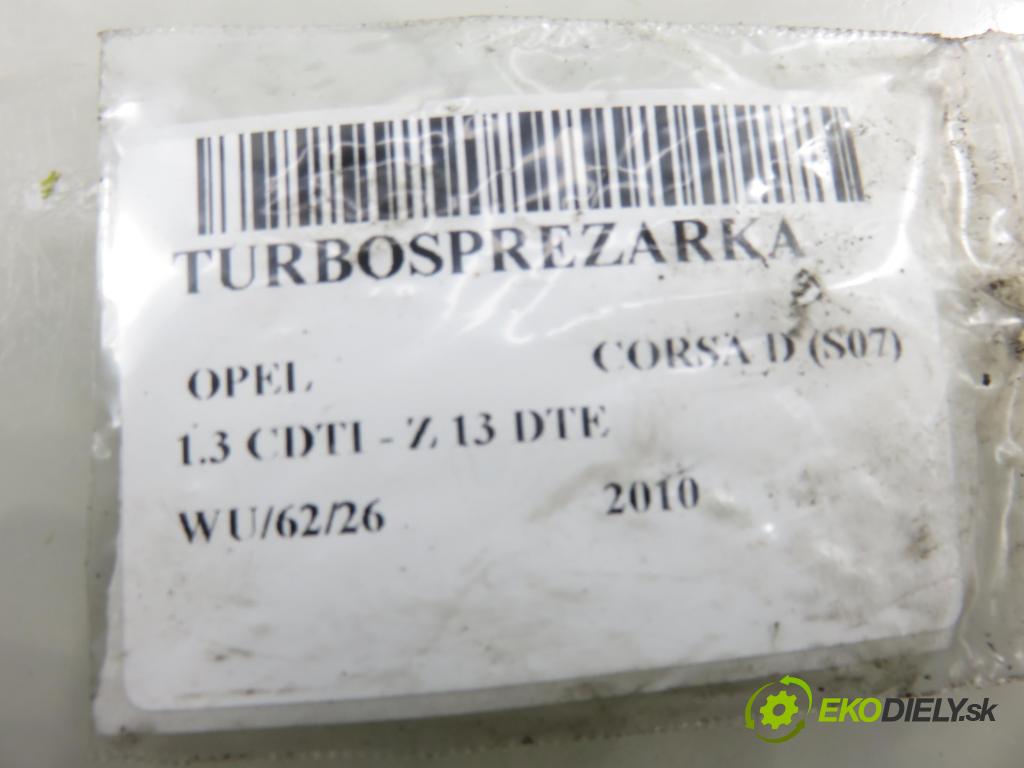 TURBOSPREZARKA
OPEL CORSA D (S07)
1.3 CDTI - Z 13 DTE
WU/62/26 2010
EKODIELY.sk